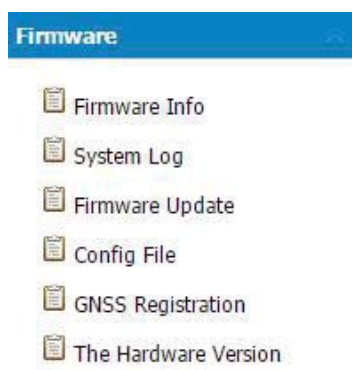 Firmware
Firmware Info
System Log
Firmware Update
Config File
GNSS Registration
The Hardware Version